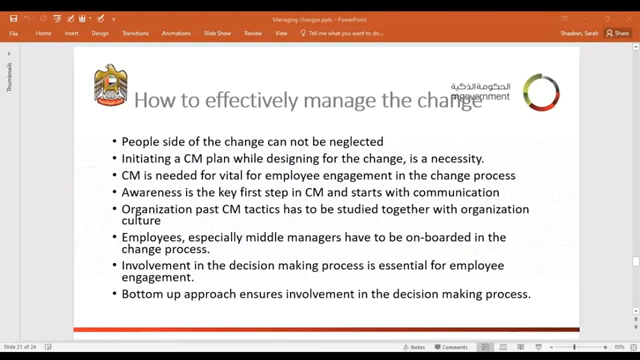 Managing changes.pptx - PowerPoint
Shaaban, Sarah
File Home Insert Design Transitions Animations Slide Show Review View Tell me what you want to do... Share
Thumbnails
الحكومة الذكية
mgovernment
How to effectively manage the change
• People side of the change can not be neglected
• Initiating a CM plan while designing for the change, is a necessity.
• CM is needed for vital for employee engagement in the change process
• Awareness is the key first step in CM and starts with communication
• Organization past CM tactics has to be studied together with organization
culture
• Employees, especially middle managers have to be on-boarded in the
change process.
• Involvement in the decision making process is essential for employee
engagement.
• Bottom up approach ensures involvement in the decision making process.
Slide 21 of 24 Notes Comments 85%